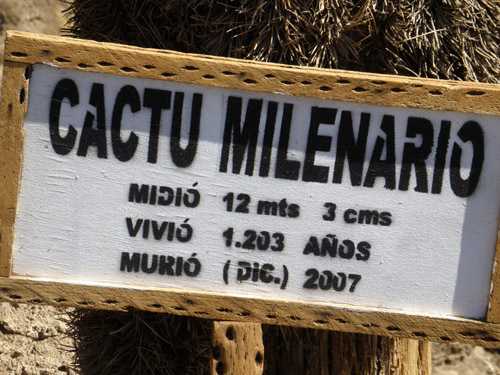 CACTU MILENARIO
MIDIÓ 12 mts 3 cms
VIVIÓ 1.203 AÑOS
MURIÓ (DIC.) 2007